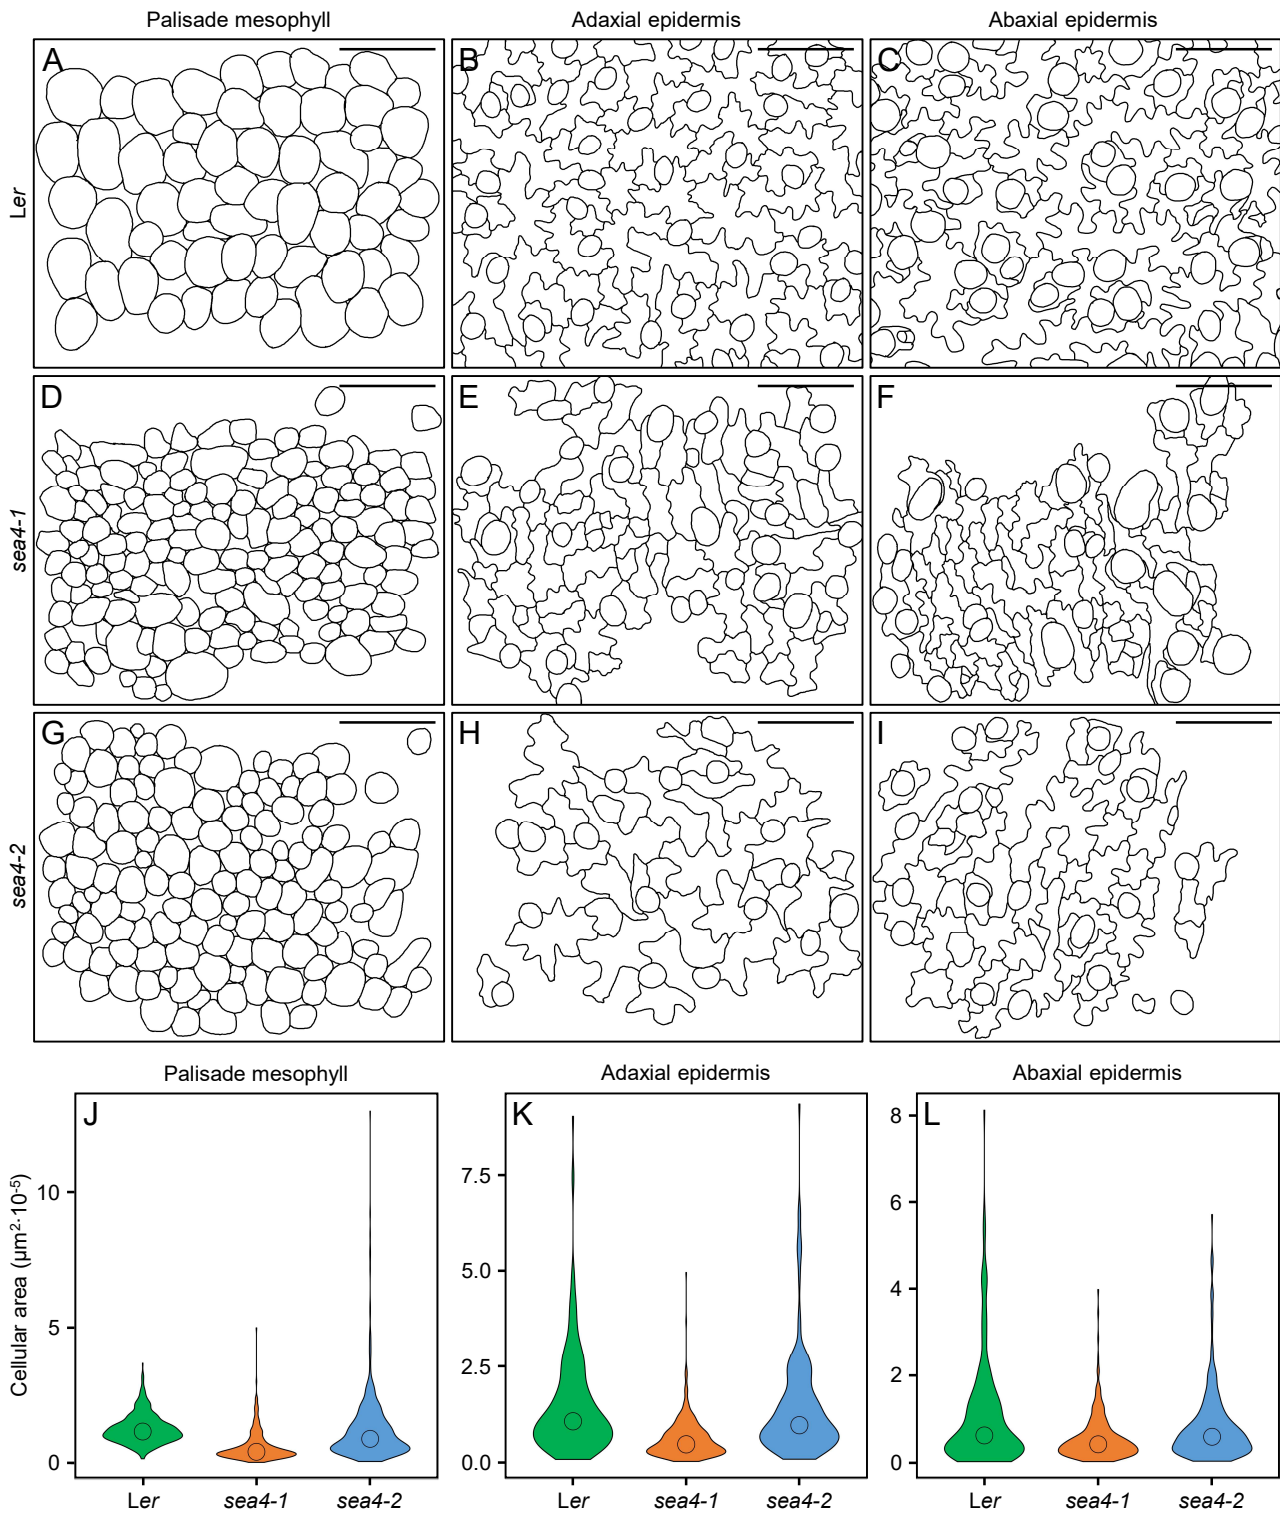 Palisade mesophyll Adaxial epidermis Abaxial epidermis
A B C
Ler
D E F
sea4-1
G H I
sea4-2
Palisade mesophyll Adaxial epidermis Abaxial epidermis
J K L
Cellular area (µm²·10⁻⁵)
10
5
0
7.5
5.0
2.5
0.0
8
6
4
2
0
Ler sea4-1 sea4-2 Ler sea4-1 sea4-2 Ler sea4-1 sea4-2